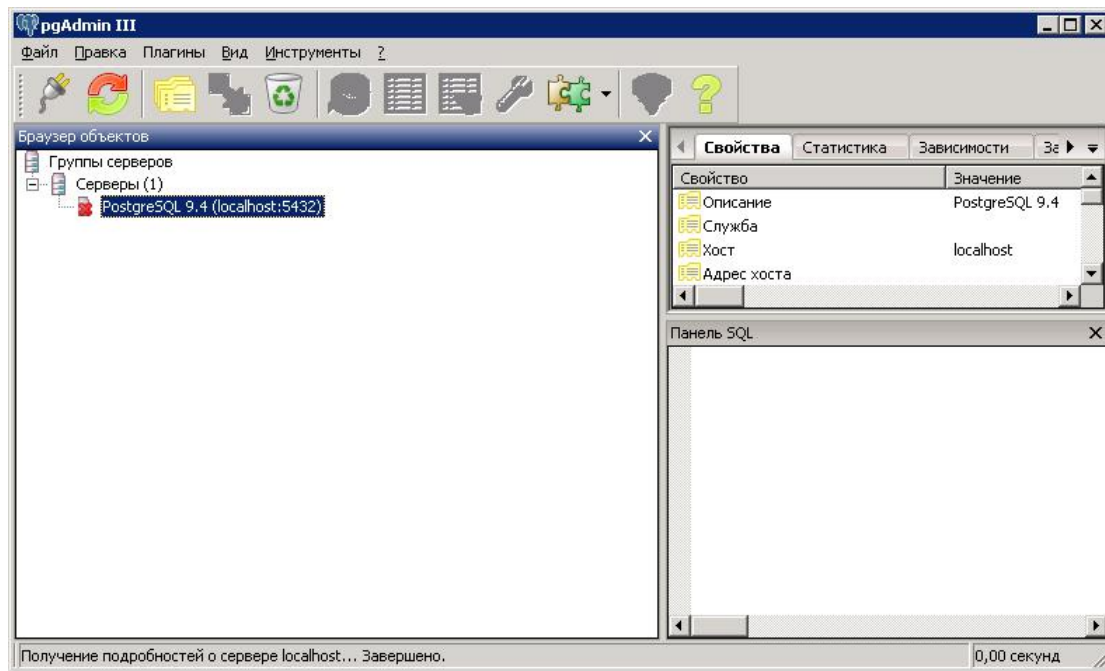 pgAdmin III
Файл Правка Плагины Вид Инструменты ?
Браузер объектов
Группы серверов
Серверы (1)
PostgreSQL 9.4 (localhost:5432)
Свойства Статистика Зависимости За
Свойство Значение
Описание PostgreSQL 9.4
Служба
Хост localhost
Адрес хоста
Панель SQL
Получение подробностей о сервере localhost... Завершено. 0,00 секунд